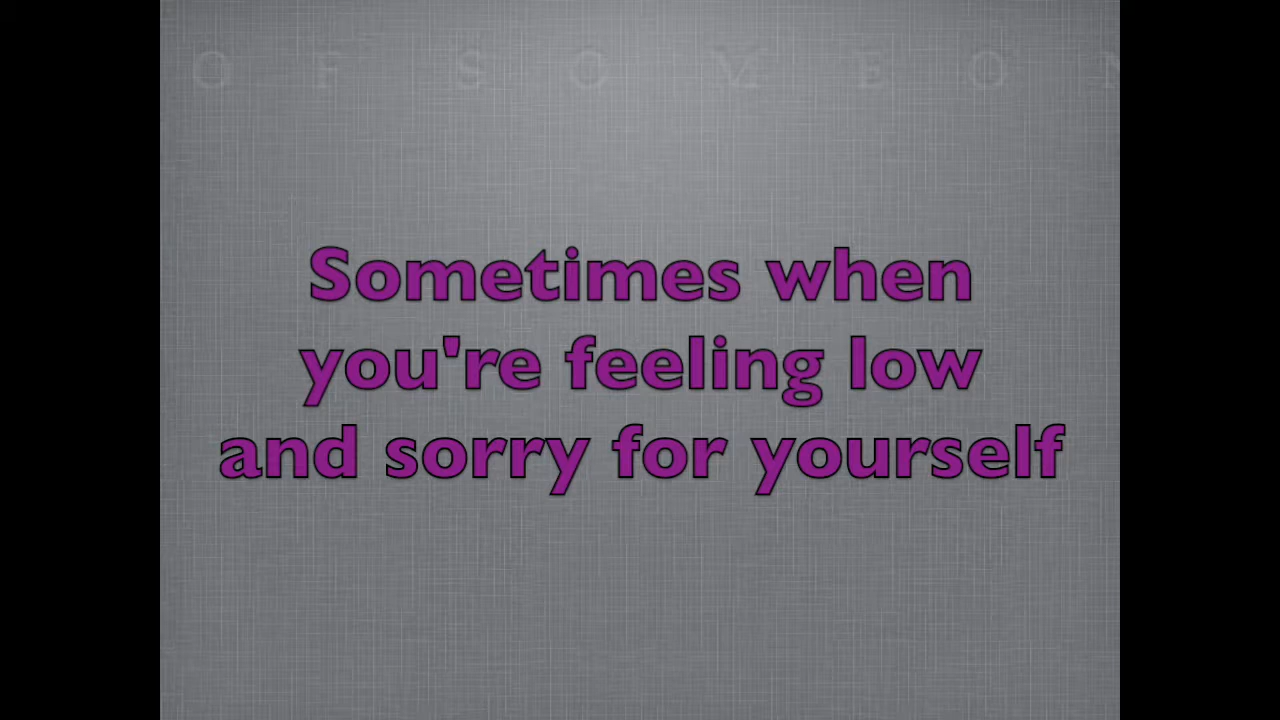 O F S O M E O N
Sometimes when
you're feeling low
and sorry for yourself